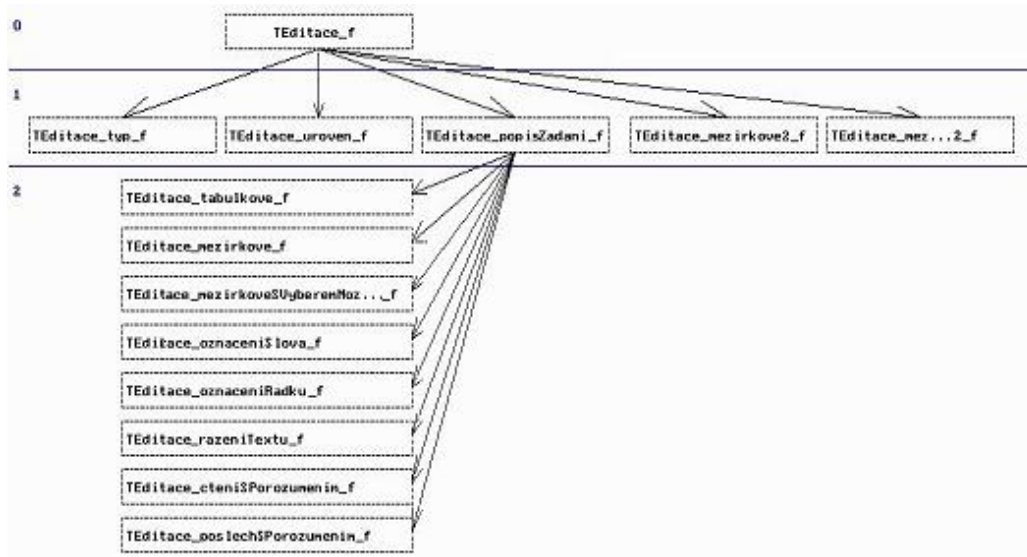 0
TEditace_f
1
TEditace_typ_f
TEditace_uroven_f
TEditace_popisZadani_f
TEditace_mezirkove2_f
TEditace_mez...2_f
2
TEditace_tabulkove_f
TEditace_mezirkove_f
TEditace_mezirkoveSVyberemMoz..._f
TEditace_oznaceniSlova_f
TEditace_oznaceniRadku_f
TEditace_razeniTextu_f
TEditace_cteniSPorozumenim_f
TEditace_poslechSPorozumenim_f